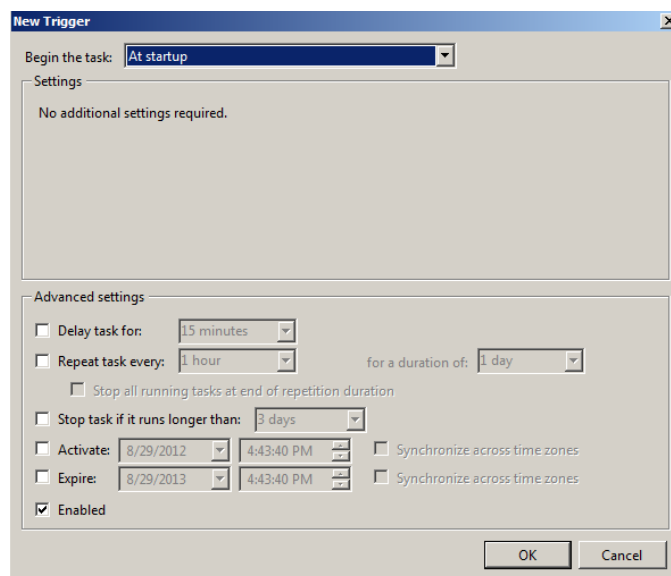 New Trigger
Begin the task: At startup
Settings
No additional settings required.
Advanced settings
Delay task for: 15 minutes
Repeat task every: 1 hour for a duration of: 1 day
Stop all running tasks at end of repetition duration
Stop task if it runs longer than: 3 days
Activate: 8/29/2012 4:43:40 PM Synchronize across time zones
Expire: 8/29/2013 4:43:40 PM Synchronize across time zones
Enabled
OK Cancel